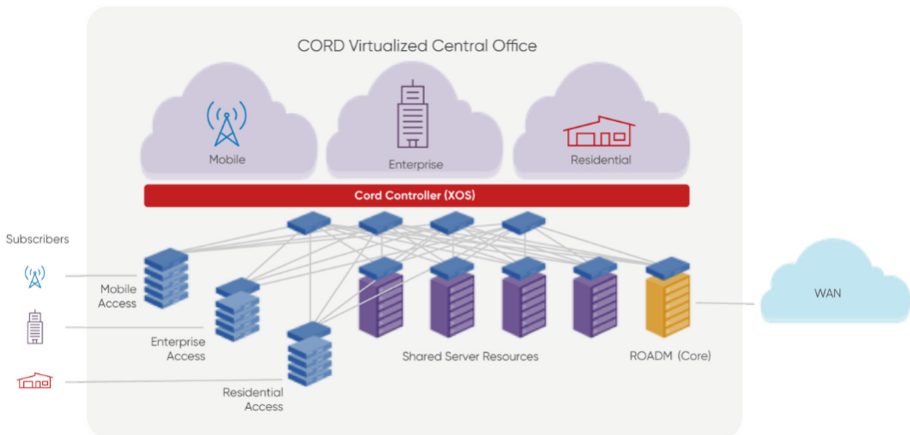 CORD Virtualized Central Office
Mobile
Enterprise
Residential
Cord Controller (XOS)
Subscribers
Mobile
Access
Enterprise
Access
Residential
Access
Shared Server Resources
ROADM (Core)
WAN